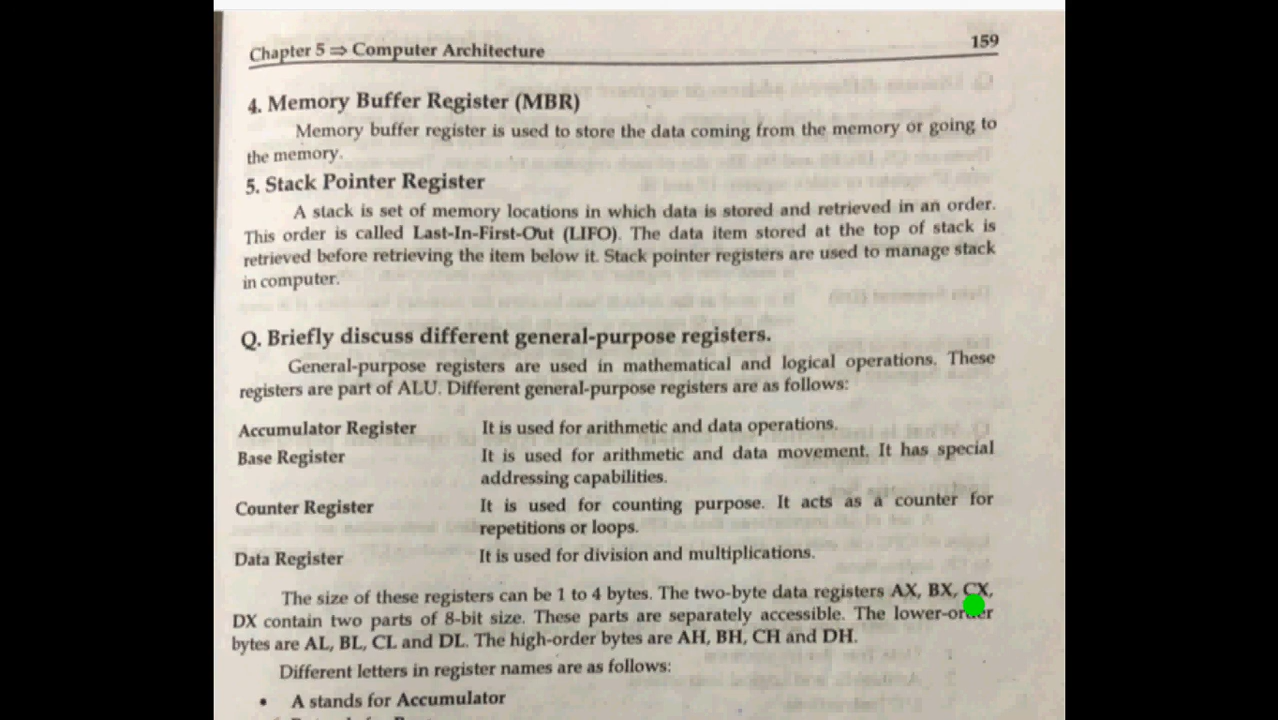 Chapter 5 ⇒ Computer Architecture 159
4. Memory Buffer Register (MBR)
Memory buffer register is used to store the data coming from the memory or going to
the memory.
5. Stack Pointer Register
A stack is set of memory locations in which data is stored and retrieved in an order.
This order is called Last-In-First-Out (LIFO). The data item stored at the top of stack is
retrieved before retrieving the item below it. Stack pointer registers are used to manage stack
in computer.
Q. Briefly discuss different general-purpose registers.
General-purpose registers are used in mathematical and logical operations. These
registers are part of ALU. Different general-purpose registers are as follows:
Accumulator Register It is used for arithmetic and data operations.
Base Register It is used for arithmetic and data movement. It has special
addressing capabilities.
Counter Register It is used for counting purpose. It acts as a counter for
repetitions or loops.
Data Register It is used for division and multiplications.
The size of these registers can be 1 to 4 bytes. The two-byte data registers AX, BX, CX,
DX contain two parts of 8-bit size. These parts are separately accessible. The lower-order
bytes are AL, BL, CL and DL. The high-order bytes are AH, BH, CH and DH.
Different letters in register names are as follows:
• A stands for Accumulator